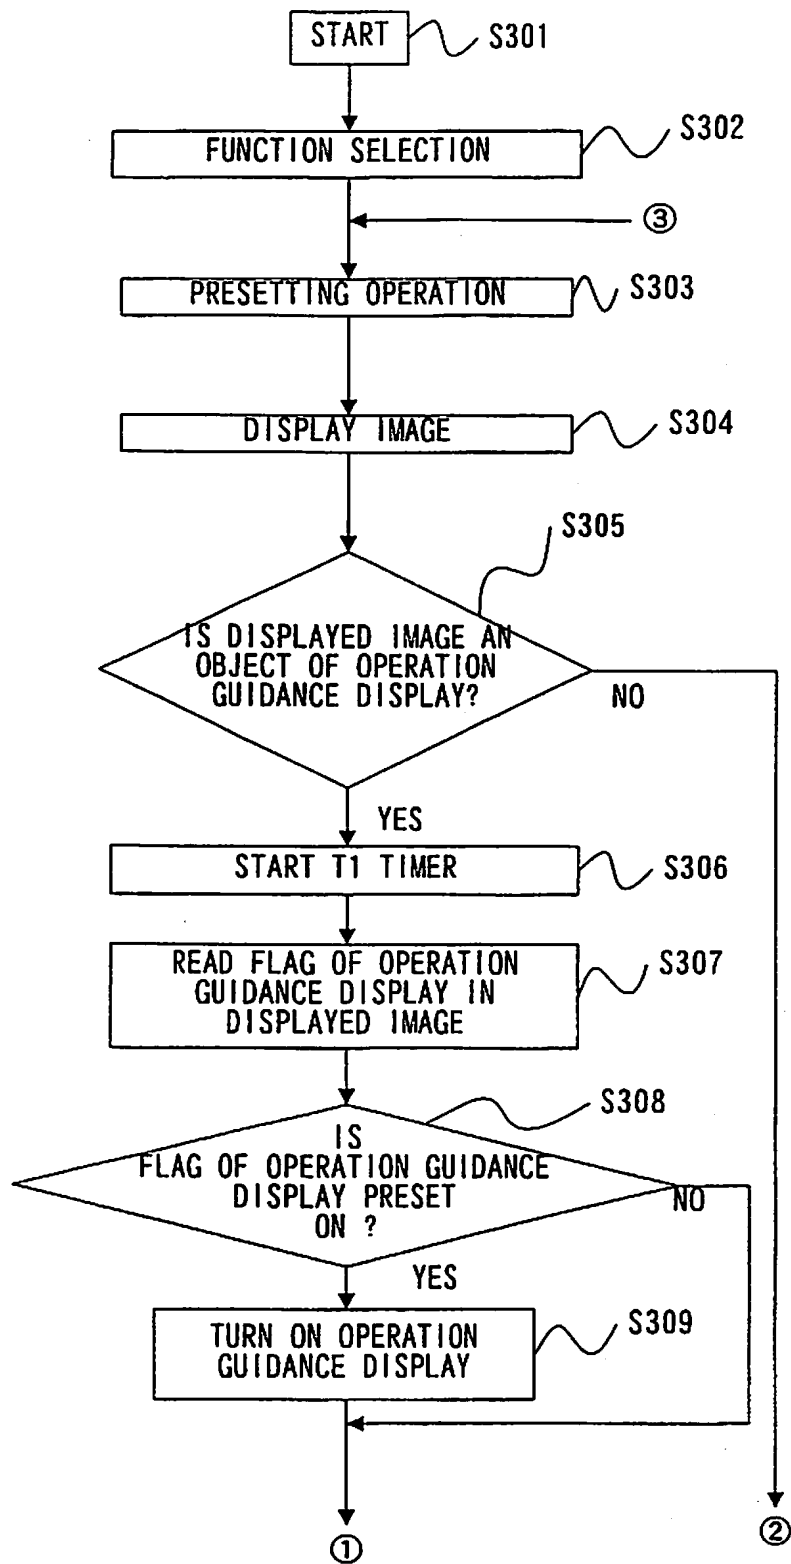 START
S301
FUNCTION SELECTION
S302
③
PRESETTING OPERATION
S303
DISPLAY IMAGE
S304
S305
IS DISPLAYED IMAGE AN
OBJECT OF OPERATION
GUIDANCE DISPLAY?
NO
YES
START T1 TIMER
S306
READ FLAG OF OPERATION
GUIDANCE DISPLAY IN
DISPLAYED IMAGE
S307
S308
IS
FLAG OF OPERATION GUIDANCE
DISPLAY PRESET
ON ?
NO
YES
TURN ON OPERATION
GUIDANCE DISPLAY
S309
①
②